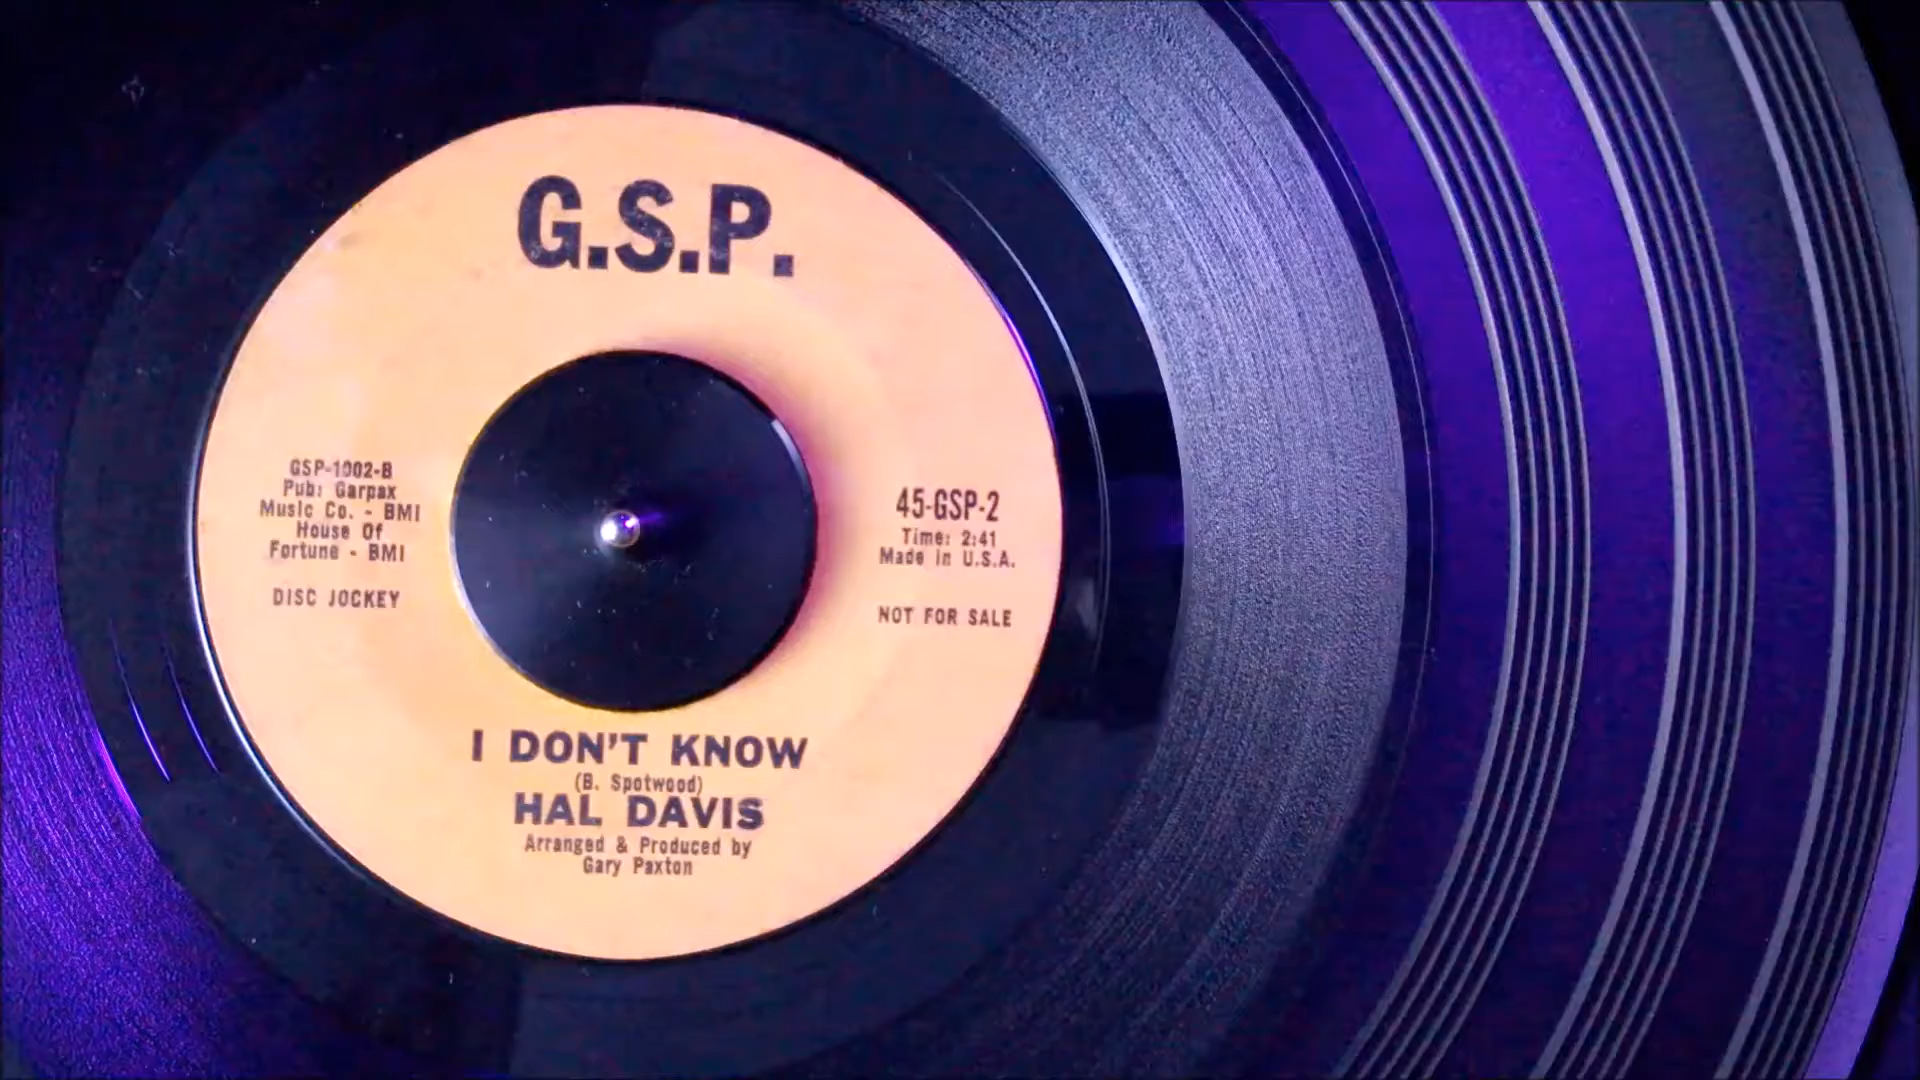 G.S.P.
GSP-1002-B
Pub: Garpax
Music Co. - BMI
House Of
Fortune - BMI
DISC JOCKEY
45-GSP-2
Time: 2:41
Made in U.S.A.
NOT FOR SALE
I DON'T KNOW
(B. Spotwood)
HAL DAVIS
Arranged & Produced by
Gary Paxton